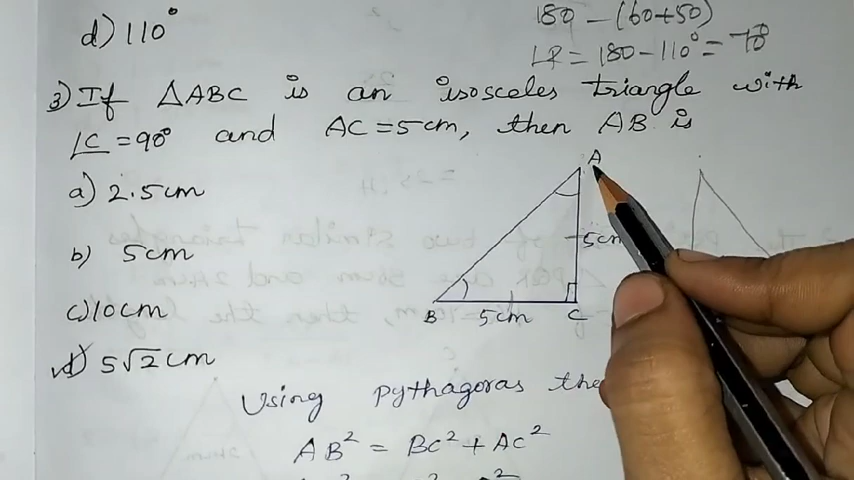 d) 110°
180 - (60+50)
∠R = 180 - 110° = 70°
3) If △ABC is an isosceles triangle with
∠C = 90° and AC = 5cm, then AB is
a) 2.5cm
b) 5cm
c) 10cm
d) 5√2 cm
A
5cm
B 5cm C
Using pythagoras the
AB² = BC² + AC²